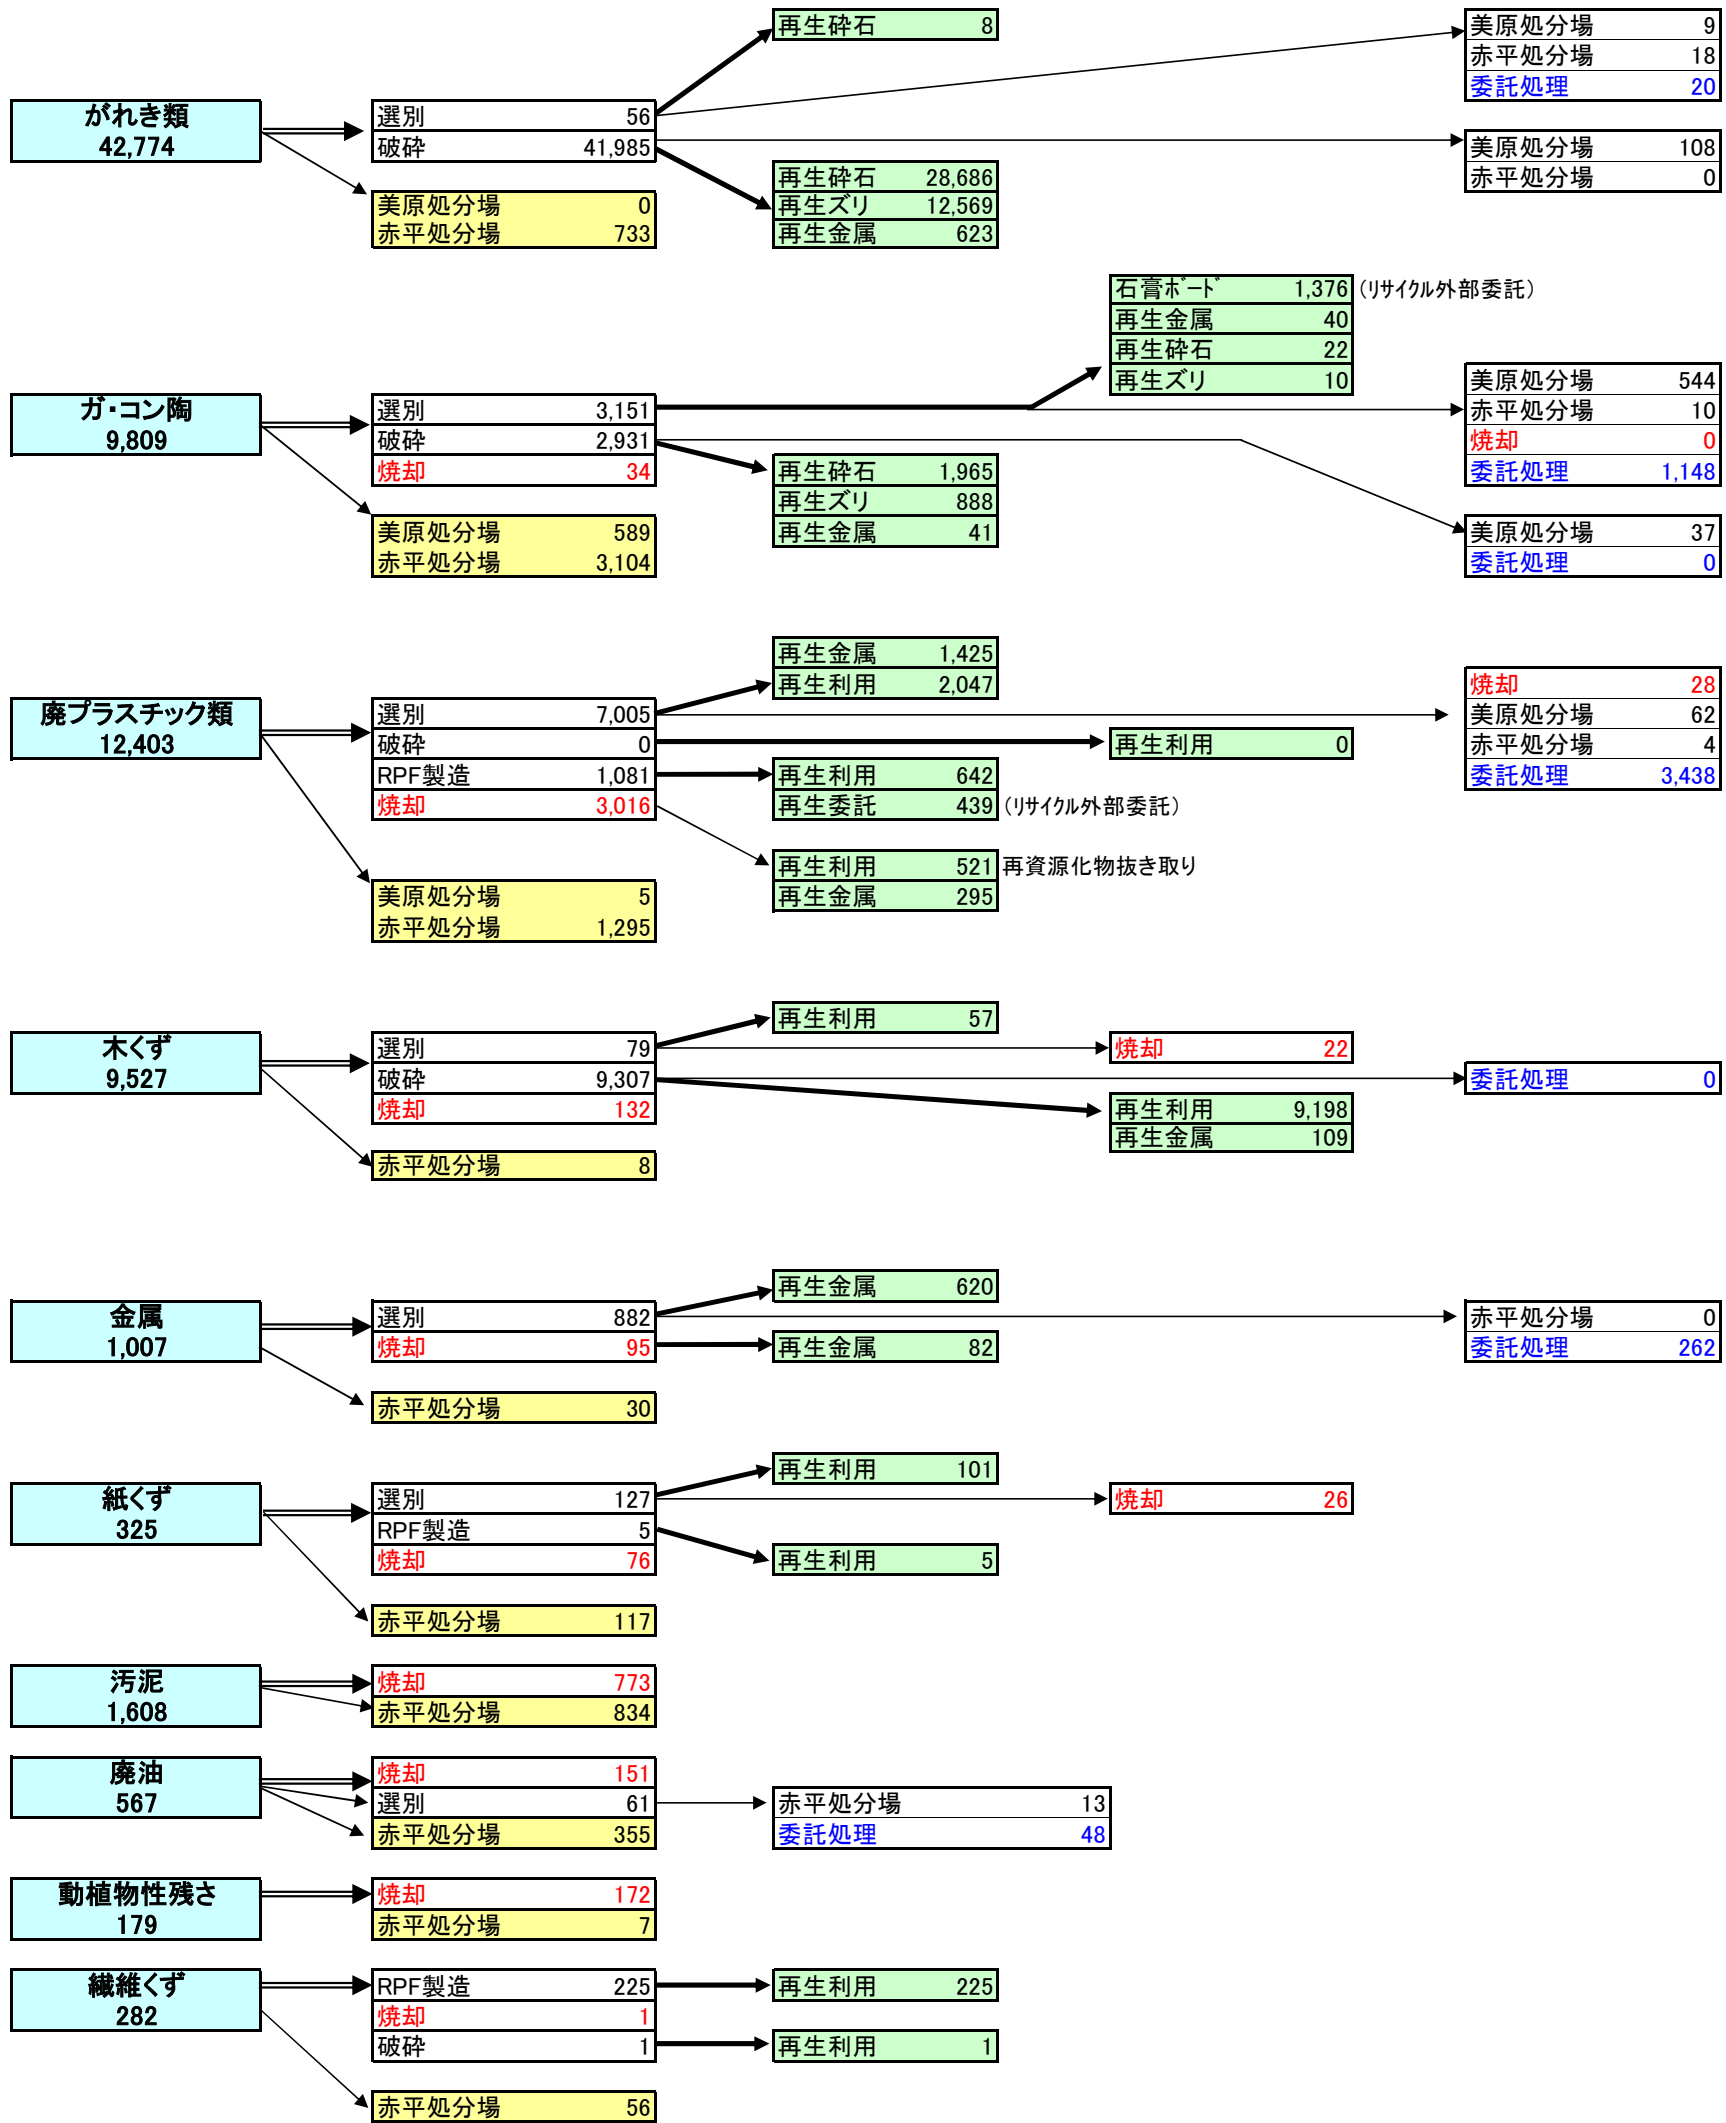 再生砕石 8
美原処分場 9
赤平処分場 18
委託処理 20
がれき類
42,774
選別 56
破砕 41,985
美原処分場 108
赤平処分場 0
再生砕石 28,686
再生ズリ 12,569
再生金属 623
美原処分場 0
赤平処分場 733
石膏ボード 1,376 (リサイクル外部委託)
再生金属 40
再生砕石 22
再生ズリ 10
ガ・コン陶
9,809
選別 3,151
破砕 2,931
焼却 34
美原処分場 544
赤平処分場 10
焼却 0
委託処理 1,148
再生砕石 1,965
再生ズリ 888
再生金属 41
美原処分場 589
赤平処分場 3,104
美原処分場 37
委託処理 0
再生金属 1,425
再生利用 2,047
廃プラスチック類
12,403
選別 7,005
破砕 0
RPF製造 1,081
焼却 3,016
再生利用 0
焼却 28
美原処分場 62
赤平処分場 4
委託処理 3,438
再生利用 642
再生委託 439 (リサイクル外部委託)
再生利用 521 再資源化物抜き取り
再生金属 295
美原処分場 5
赤平処分場 1,295
再生利用 57
木くず
9,527
選別 79
破砕 9,307
焼却 132
焼却 22
委託処理 0
再生利用 9,198
再生金属 109
赤平処分場 8
再生金属 620
金属
1,007
選別 882
焼却 95
再生金属 82
赤平処分場 0
委託処理 262
赤平処分場 30
再生利用 101
紙くず
325
選別 127
RPF製造 5
焼却 76
焼却 26
再生利用 5
赤平処分場 117
汚泥
1,608
焼却 773
赤平処分場 834
廃油
567
焼却 151
選別 61
赤平処分場 355
赤平処分場 13
委託処理 48
動植物性残さ
179
焼却 172
赤平処分場 7
繊維くず
282
RPF製造 225
焼却 1
破砕 1
再生利用 225
再生利用 1
赤平処分場 56